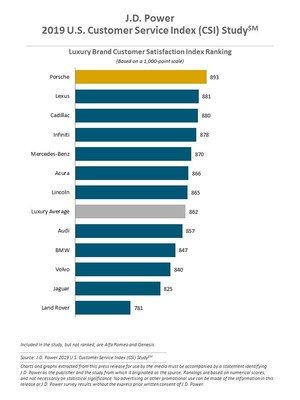 J.D. Power
2019 U.S. Customer Service Index (CSI) StudySM
Luxury Brand Customer Satisfaction Index Ranking
(Based on a 1,000-point scale)
Porsche 893
Lexus 881
Cadillac 880
Infiniti 878
Mercedes-Benz 870
Acura 866
Lincoln 865
Luxury Average 862
Audi 857
BMW 847
Volvo 840
Jaguar 825
Land Rover 781
Included in the study, but not ranked, are Alfa Romeo and Genesis.
Source: J.D. Power 2019 U.S. Customer Service Index (CSI) StudySM
Charts and graphs extracted from this press release for use by the media must be accompanied by a statement identifying
J.D. Power as the publisher and the study from which it originated as the source. Rankings are based on numerical scores,
and not necessarily on statistical significance. No advertising or other promotional use can be made of the information in this
release or J.D. Power survey results without the express prior written consent of J.D. Power.